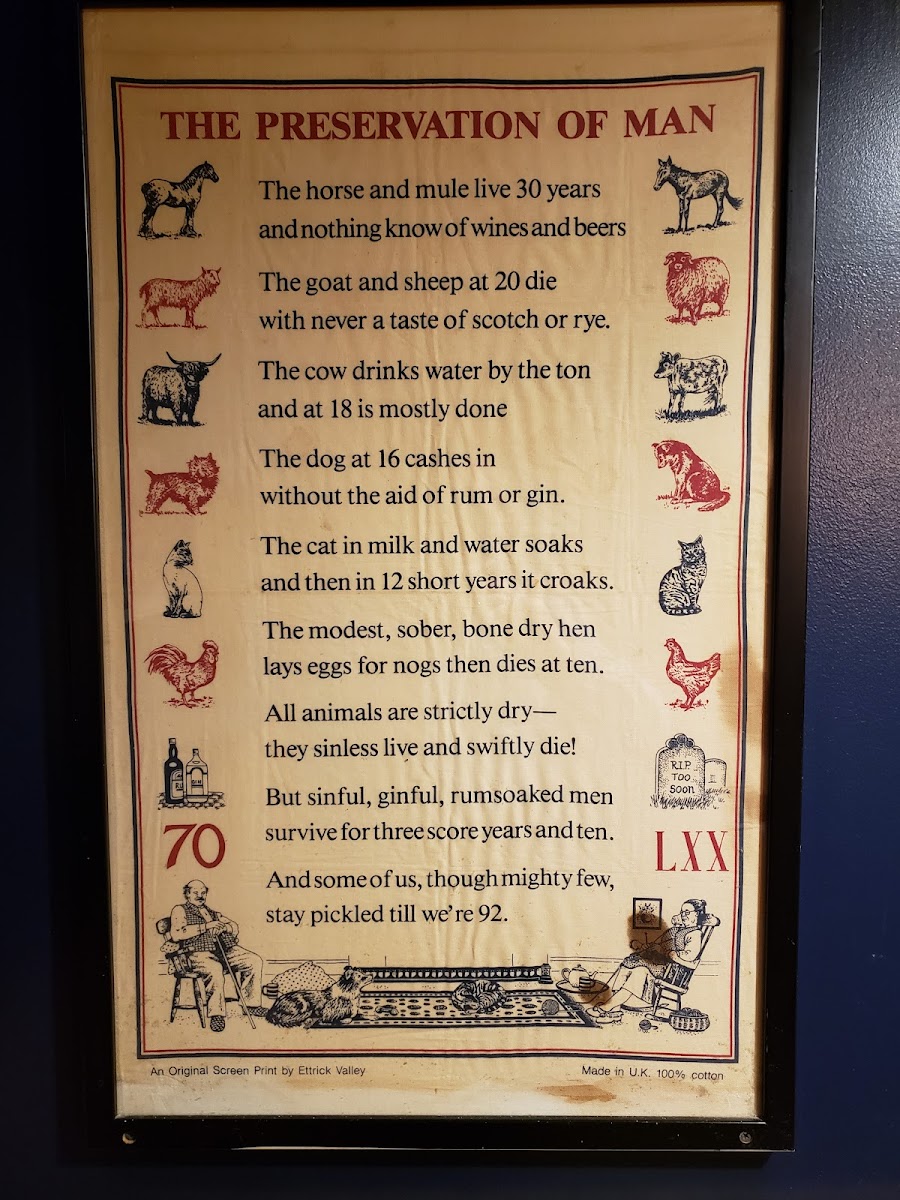 THE PRESERVATION OF MAN
The horse and mule live 30 years
and nothing know of wines and beers
The goat and sheep at 20 die
with never a taste of scotch or rye.
The cow drinks water by the ton
and at 18 is mostly done
The dog at 16 cashes in
without the aid of rum or gin.
The cat in milk and water soaks
and then in 12 short years it croaks.
The modest, sober, bone dry hen
lays eggs for nogs then dies at ten.
All animals are strictly dry—
they sinless live and swiftly die!
R.I.P.
TOO
SOON
But sinful, ginful, rumsoaked men
survive for three score years and ten.
70
LXX
And some of us, though mighty few,
stay pickled till we're 92.
An Original Screen Print by Ettrick Valley
Made in U.K. 100% cotton